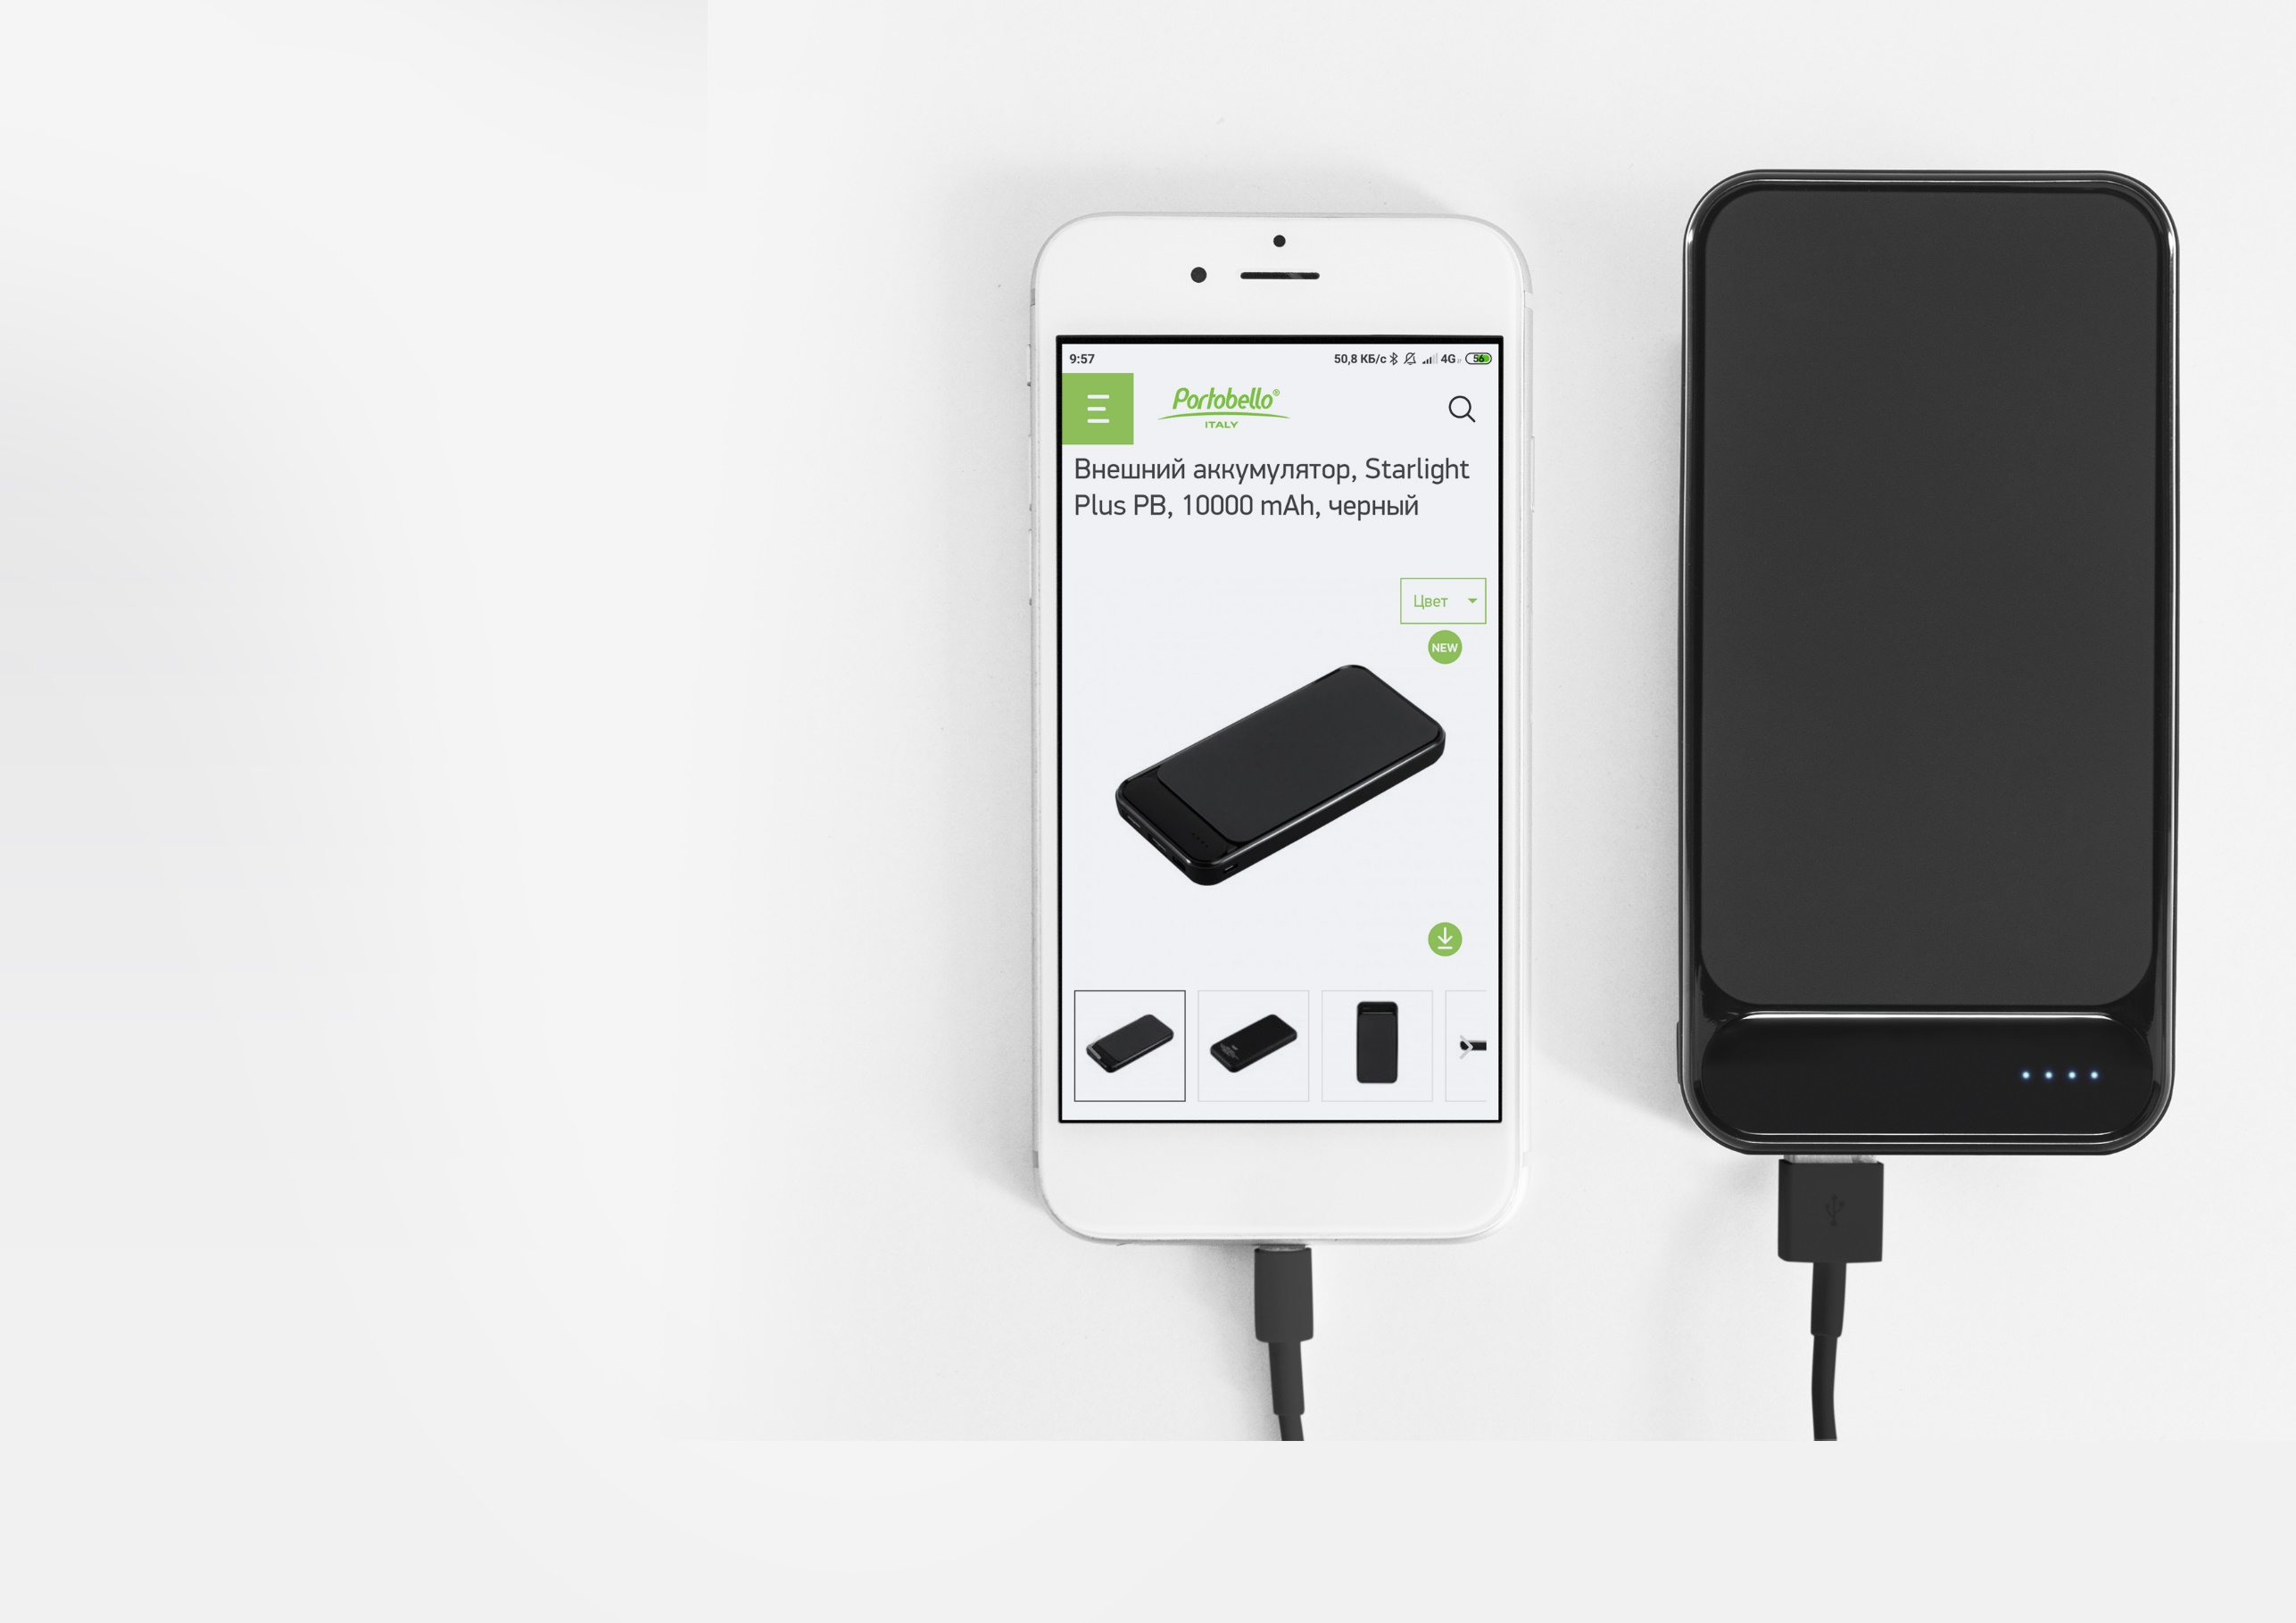 9:57 50,8 КБ/с 4G 56
Portobello®
ITALY
Внешний аккумулятор, Starlight
Plus PB, 10000 mAh, черный
Цвет
NEW